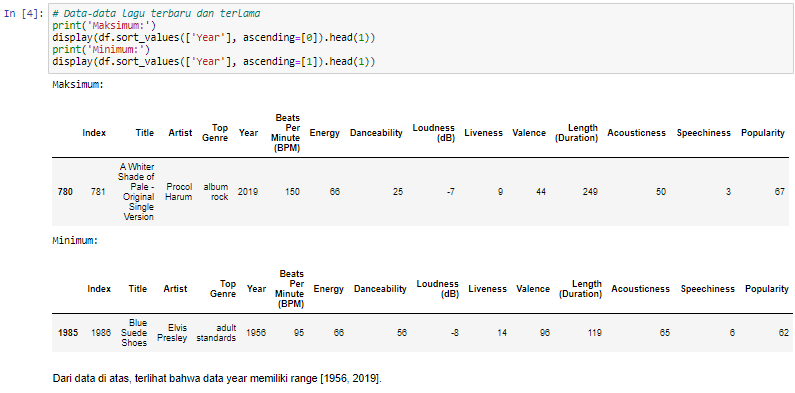 In [4]: # Data-data lagu terbaru dan terlama
print('Maksimum:')
display(df.sort_values(['Year'], ascending=[0]).head(1))
print('Minimum:')
display(df.sort_values(['Year'], ascending=[1]).head(1))
Maksimum:
Index Title Artist Top Genre Year Beats Per Minute (BPM) Energy Danceability Loudness (dB) Liveness Valence Length (Duration) Acousticness Speechiness Popularity
780 781 A Whiter Shade of Pale - Original Single Version Procol Harum album rock 2019 150 66 25 -7 9 44 249 50 3 67
Minimum:
Index Title Artist Top Genre Year Beats Per Minute (BPM) Energy Danceability Loudness (dB) Liveness Valence Length (Duration) Acousticness Speechiness Popularity
1985 1986 Blue Suede Shoes Elvis Presley adult standards 1956 95 66 56 -8 14 96 119 65 6 62
Dari data di atas, terlihat bahwa data year memiliki range [1956, 2019].